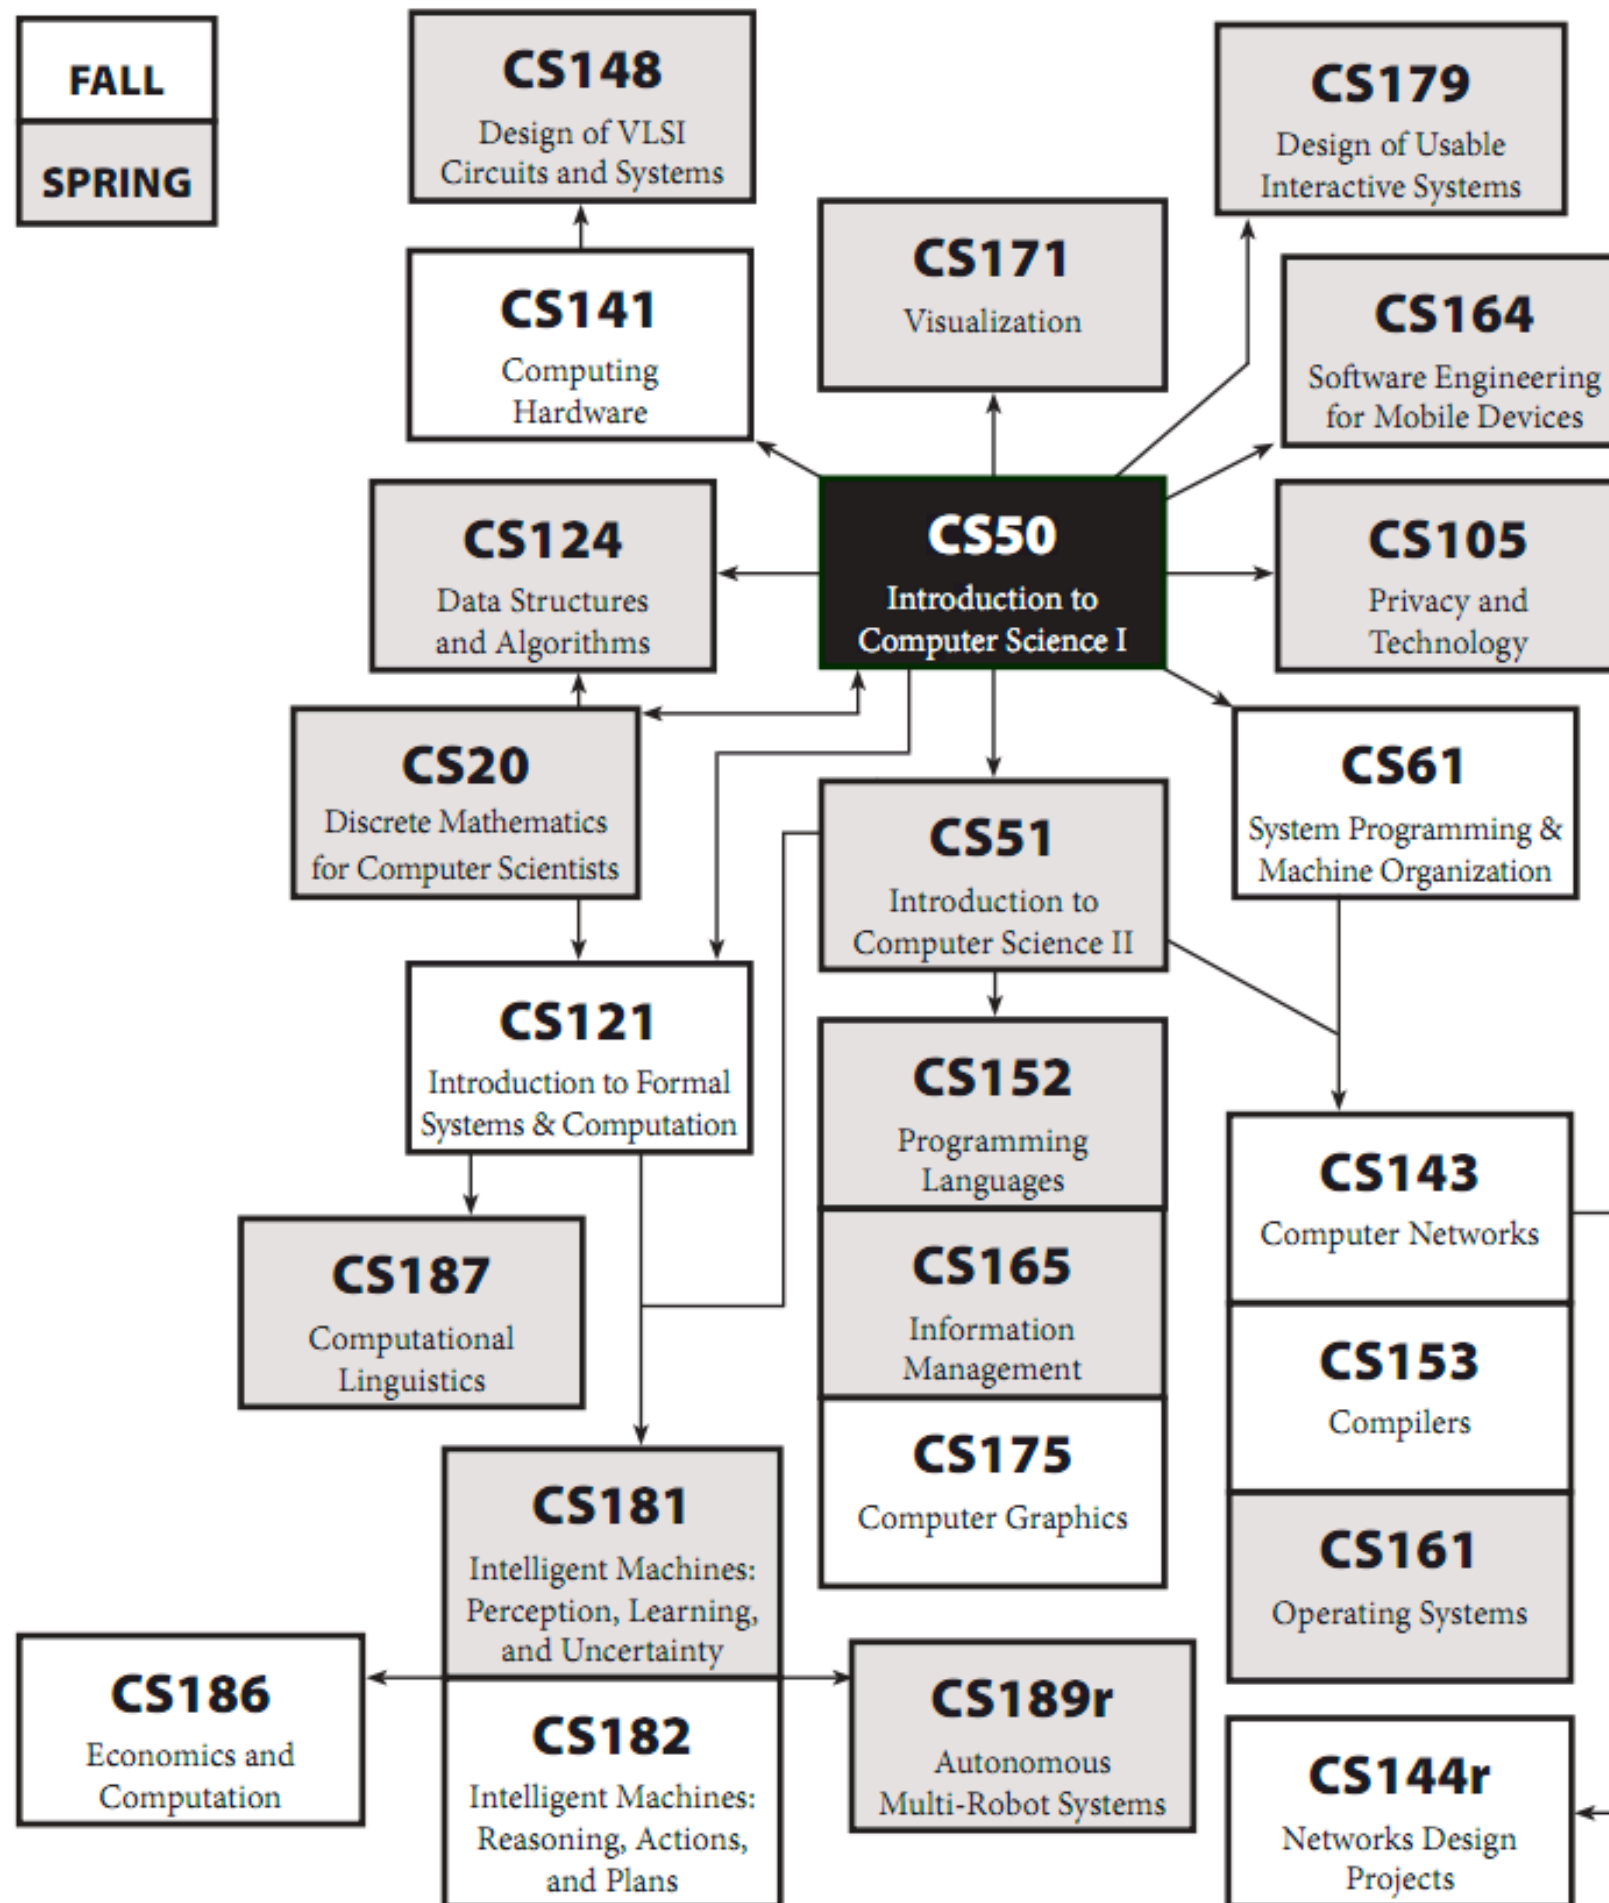 FALL
SPRING
CS148
Design of VLSI
Circuits and Systems
CS179
Design of Usable
Interactive Systems
CS171
Visualization
CS141
Computing
Hardware
CS164
Software Engineering
for Mobile Devices
CS124
Data Structures
and Algorithms
CS50
Introduction to
Computer Science I
CS105
Privacy and
Technology
CS20
Discrete Mathematics
for Computer Scientists
CS51
Introduction to
Computer Science II
CS61
System Programming &
Machine Organization
CS121
Introduction to Formal
Systems & Computation
CS152
Programming
Languages
CS143
Computer Networks
CS187
Computational
Linguistics
CS165
Information
Management
CS153
Compilers
CS175
Computer Graphics
CS181
Intelligent Machines:
Perception, Learning,
and Uncertainty
CS161
Operating Systems
CS186
Economics and
Computation
CS182
Intelligent Machines:
Reasoning, Actions,
and Plans
CS189r
Autonomous
Multi-Robot Systems
CS144r
Networks Design
Projects